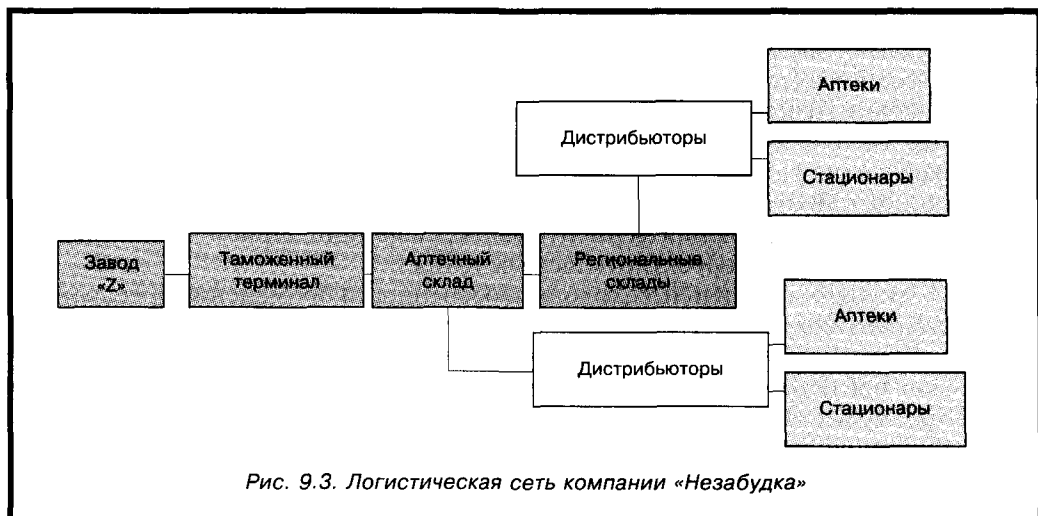 Аптеки
Дистрибьюторы
Стационары
Завод
«Z»
Таможенный
терминал
Аптечный
склад
Региональные
склады
Аптеки
Дистрибьюторы
Стационары
Рис. 9.3. Логистическая сеть компании «Незабудка»